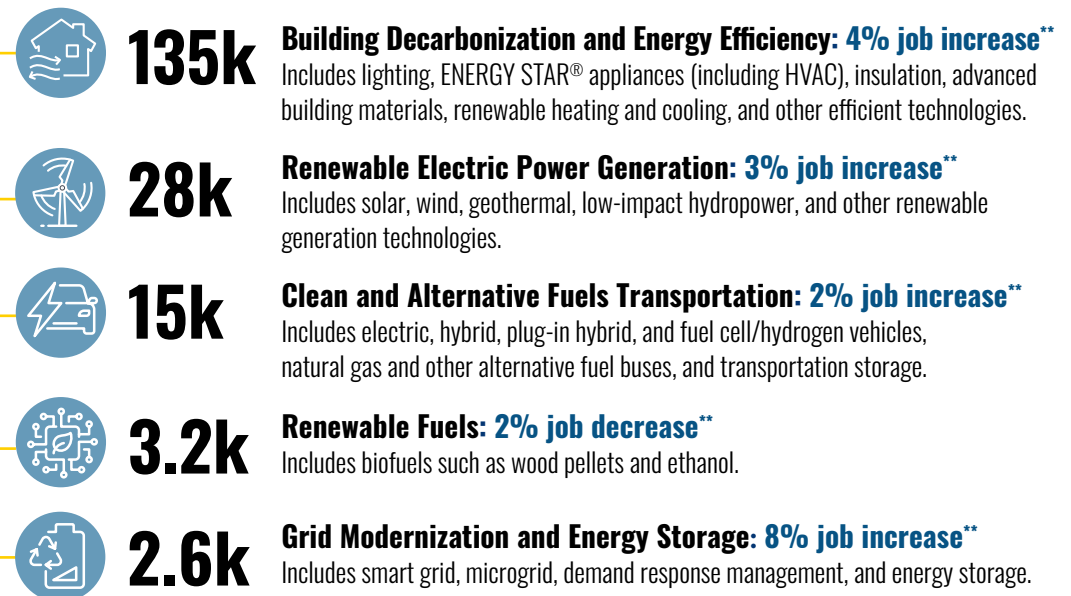 135k
Building Decarbonization and Energy Efficiency: 4% job increase**
Includes lighting, ENERGY STAR® appliances (including HVAC), insulation, advanced
building materials, renewable heating and cooling, and other efficient technologies.
28k
Renewable Electric Power Generation: 3% job increase**
Includes solar, wind, geothermal, low-impact hydropower, and other renewable
generation technologies.
15k
Clean and Alternative Fuels Transportation: 2% job increase**
Includes electric, hybrid, plug-in hybrid, and fuel cell/hydrogen vehicles,
natural gas and other alternative fuel buses, and transportation storage.
3.2k
Renewable Fuels: 2% job decrease**
Includes biofuels such as wood pellets and ethanol.
2.6k
Grid Modernization and Energy Storage: 8% job increase**
Includes smart grid, microgrid, demand response management, and energy storage.